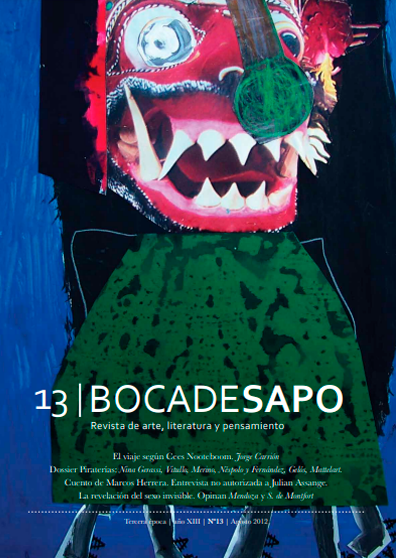 13 | BOCADESAPO
Revista de arte, literatura y pensamiento
El viaje según Cees Nooteboom. Jorge Carrión
Dossier Piraterías: Nina Gerassi, Vitullo, Merino, Néspolo y Fernández, Gelós, Mattelart.
Cuento de Marcos Herrera. Entrevista no autorizada a Julian Assange.
La revelación del sexo invisible. Opinan Mendoza y S. de Montfort
Tercera época | año XIII | Nº13 | Agosto 2012